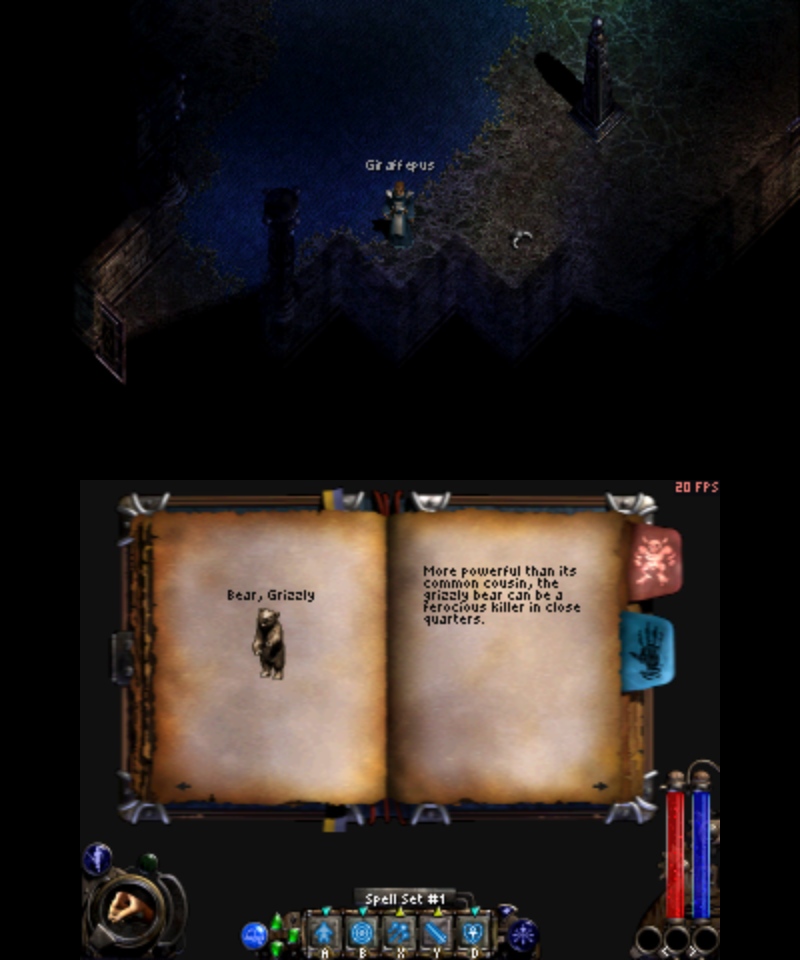 Giraffepus
20 FPS
Bear, Grizzly
More powerful than its
common cousin, the
grizzly bear can be a
ferocious killer in close
quarters.
Spell Set #1
A B X Y D